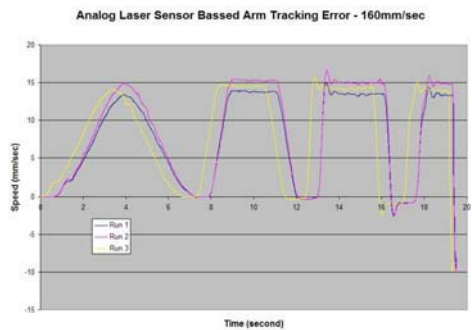 Analog Laser Sensor Bassed Arm Tracking Error - 160mm/sec
20
15
10
5
0
-5
-10
-15
Speed (mm/sec)
0 2 4 6 8 10 12 14 16 18 20
Run 1
Run 2
Run 3
Time (second)